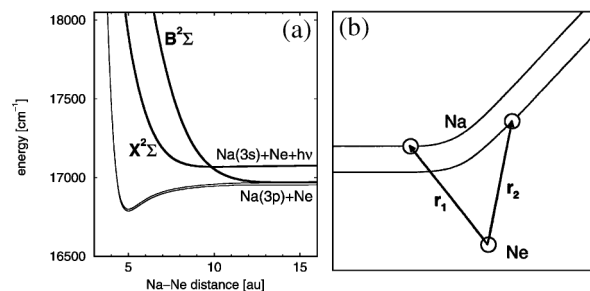 (a)
18000
17500
17000
16500
energy [cm⁻¹]
B²Σ
X²Σ
Na(3s)+Ne+hν
Na(3p)+Ne
5
10
15
Na–Ne distance [au]
(b)
Na
r₁
r₂
Ne